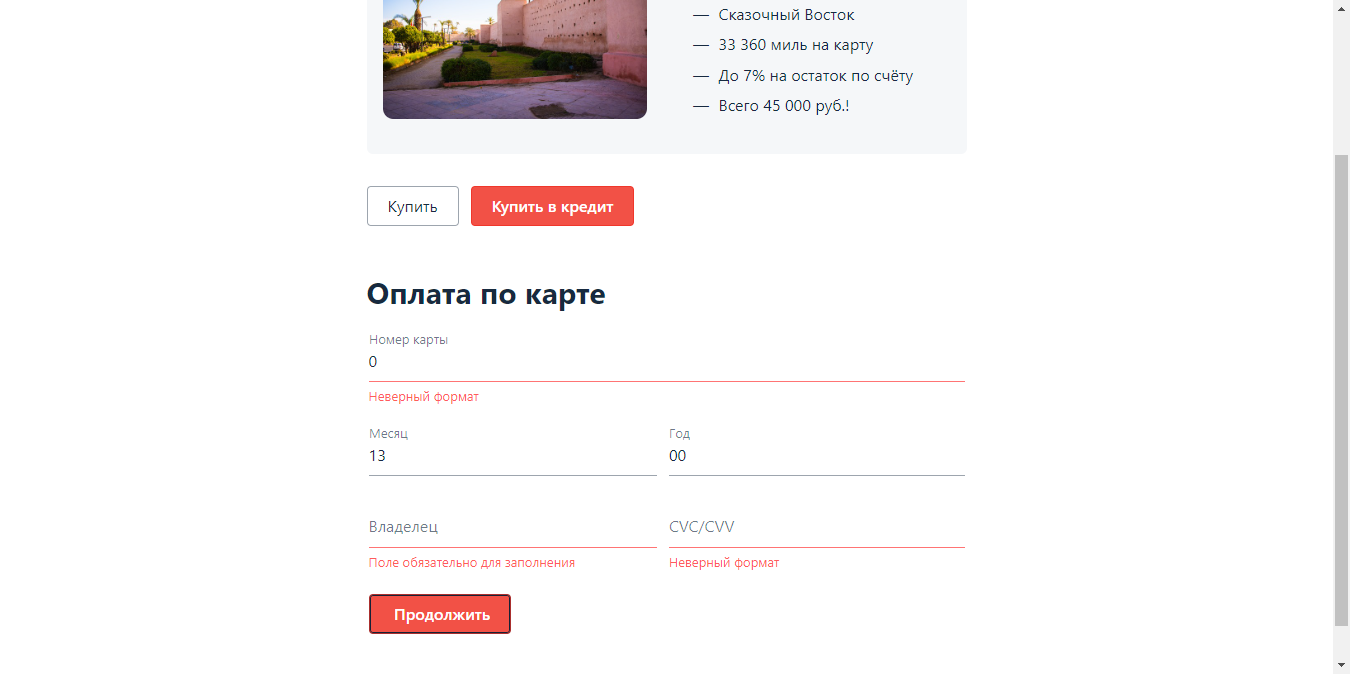 — Сказочный Восток
— 33 360 миль на карту
— До 7% на остаток по счёту
— Всего 45 000 руб.!
Купить Купить в кредит
Оплата по карте
Номер карты
0
Неверный формат
Месяц Год
13 00
Владелец CVC/CVV
Поле обязательно для заполнения Неверный формат
Продолжить